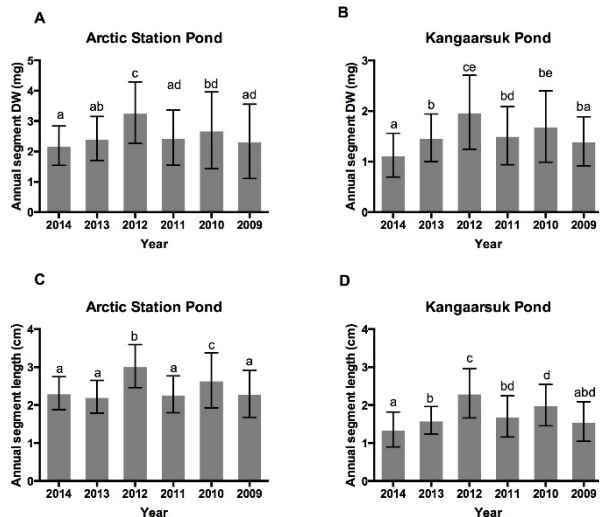 A
Arctic Station Pond
Annual segment DW (mg)
5
4
3
2
1
0
a
ab
c
ad
bd
ad
2014 2013 2012 2011 2010 2009
Year
B
Kangaarsuk Pond
Annual segment DW (mg)
3
2
1
0
a
b
ce
bd
be
ba
2014 2013 2012 2011 2010 2009
Year
C
Arctic Station Pond
Annual segment length (cm)
4
3
2
1
0
a
a
b
a
c
a
2014 2013 2012 2011 2010 2009
Year
D
Kangaarsuk Pond
Annual segment length (cm)
4
3
2
1
0
a
b
c
bd
d
abd
2014 2013 2012 2011 2010 2009
Year